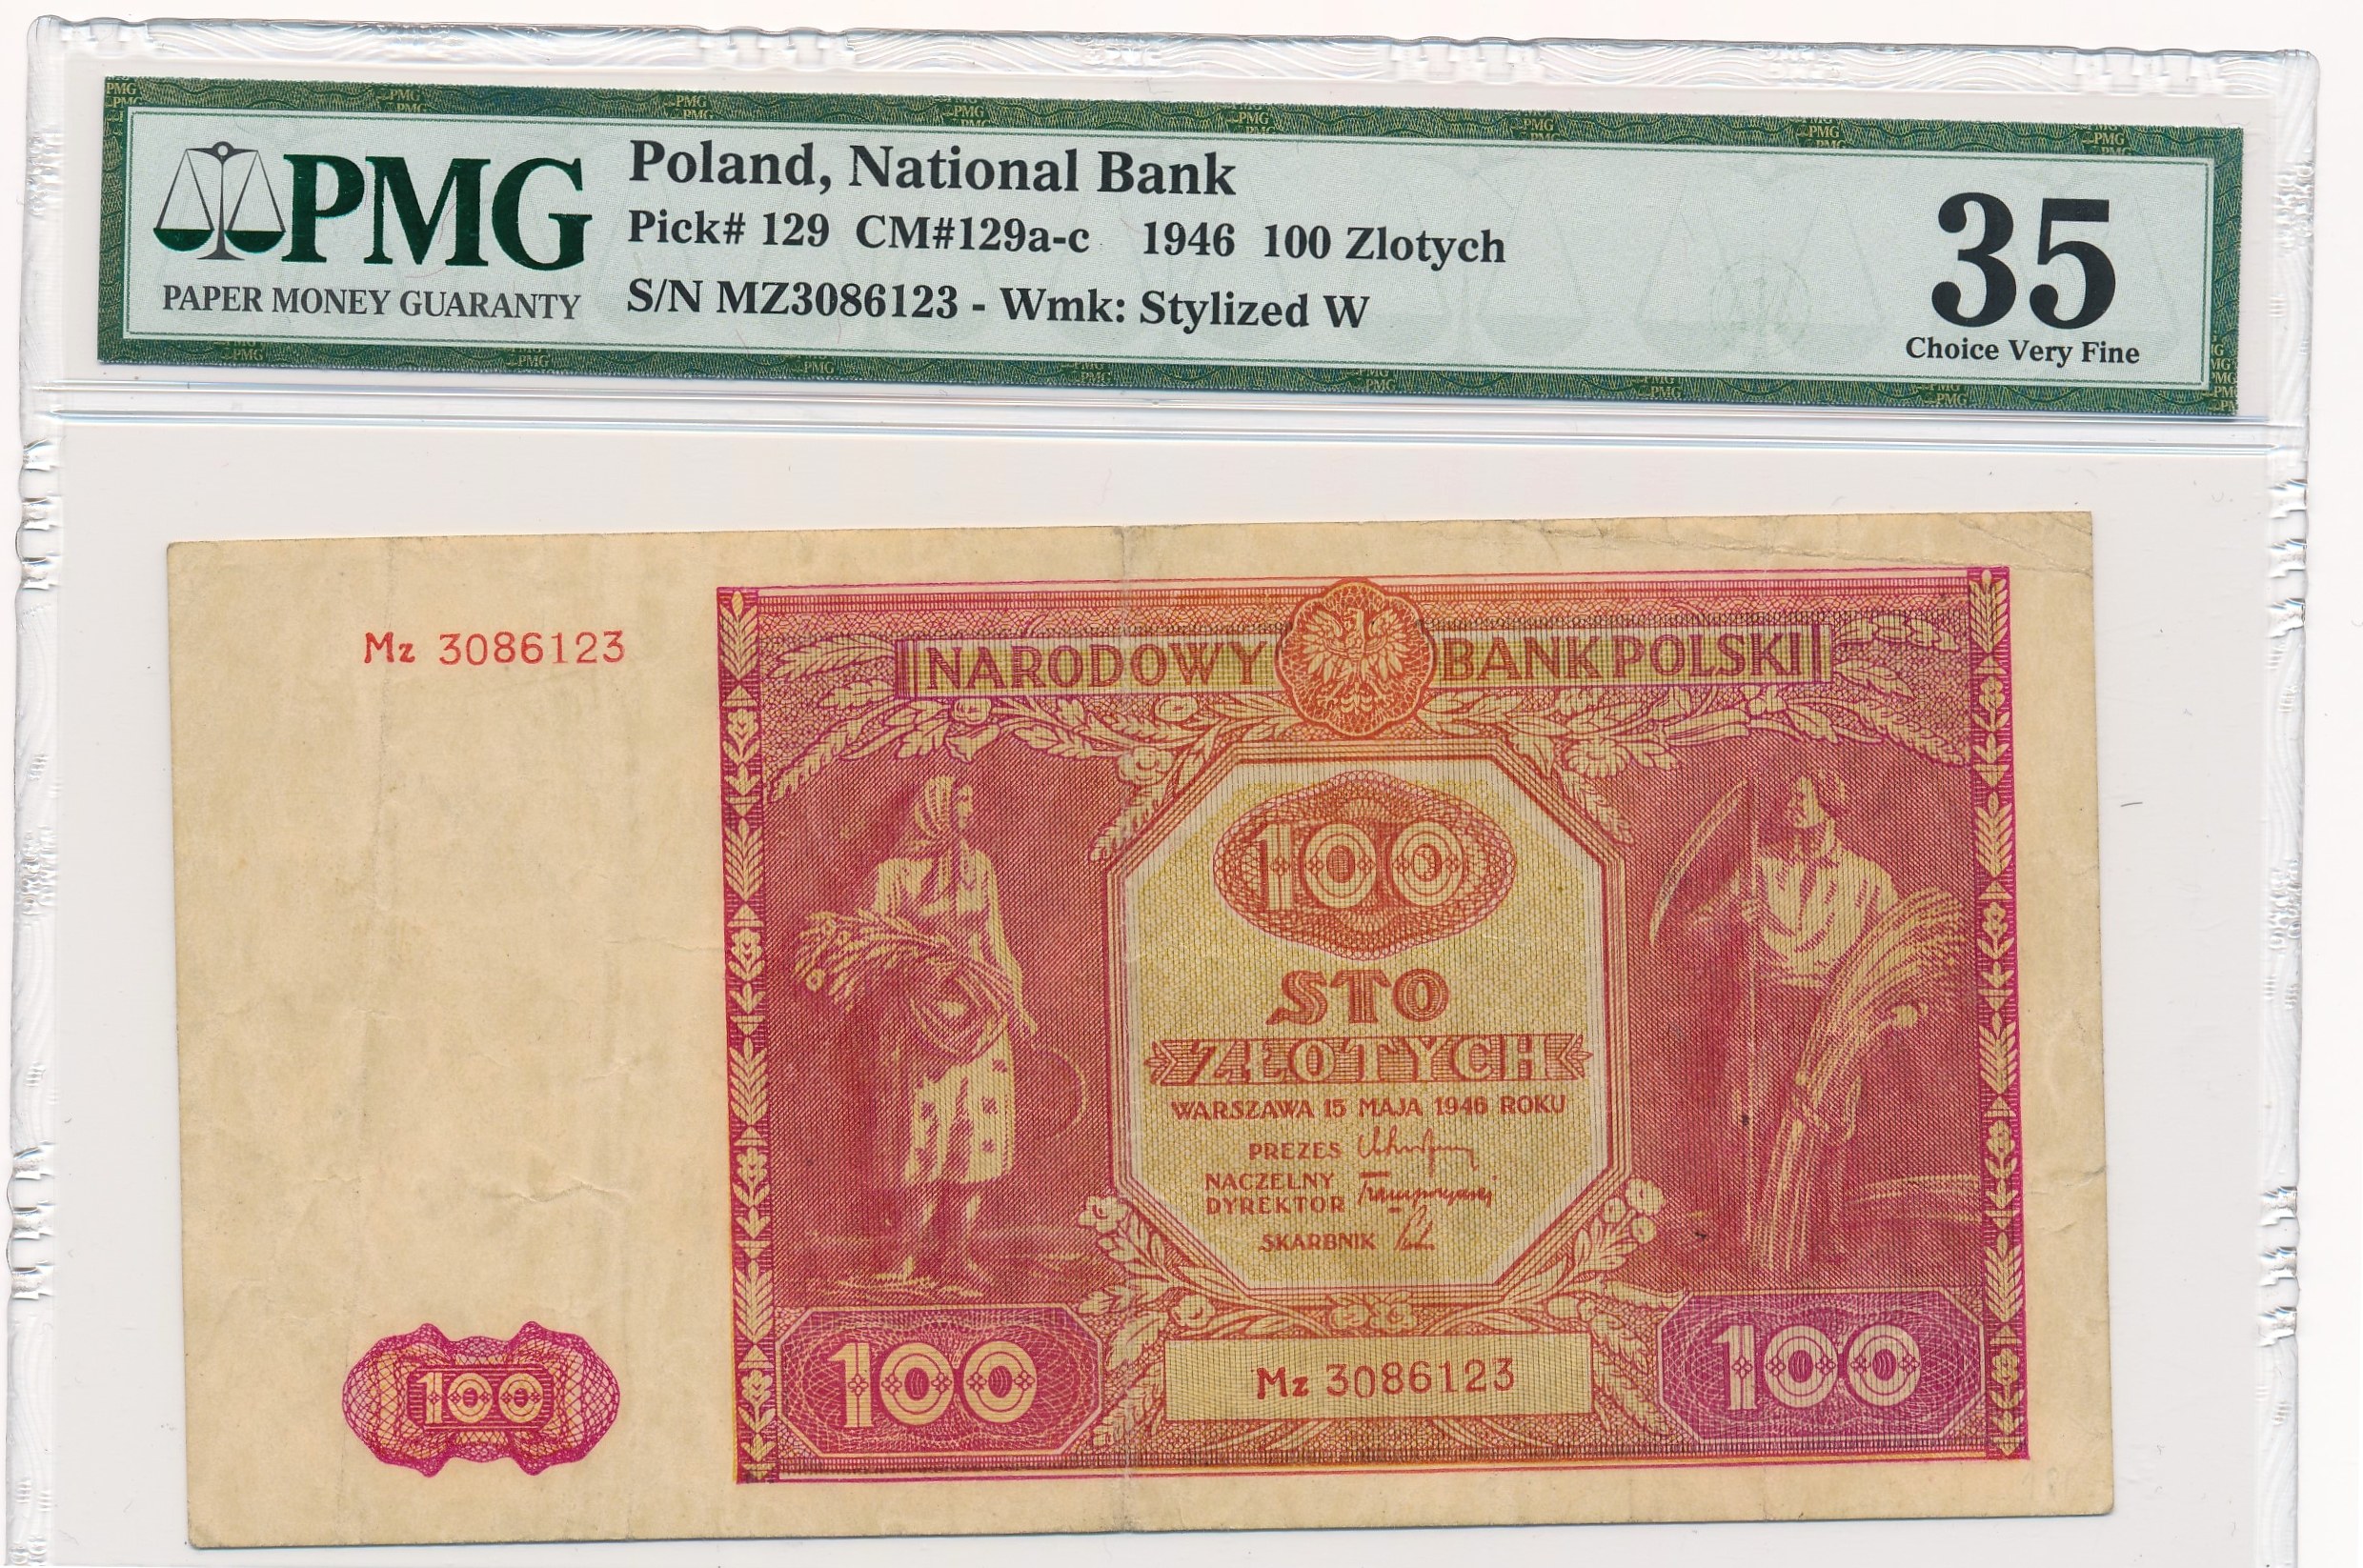 PMG
PAPER MONEY GUARANTY
Poland, National Bank
Pick# 129 CM#129a-c 1946 100 Zlotych
S/N MZ3086123 - Wmk: Stylized W
35
Choice Very Fine
Mz 3086123
NARODOWY BANK POLSKI
100
STO
ZŁOTYCH
WARSZAWA 15 MAJA 1946 ROKU
PREZES
NACZELNY
DYREKTOR
SKARBNIK
100
100
100
Mz 3086123